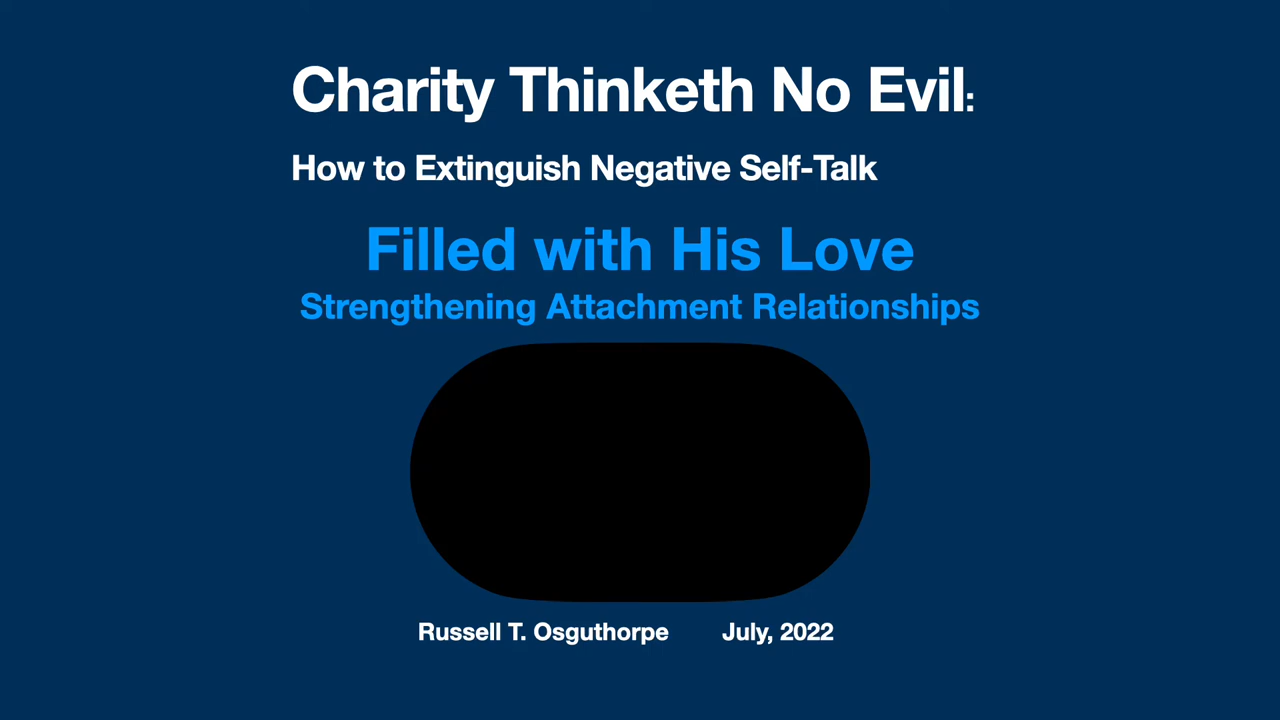 Charity Thinketh No Evil:
How to Extinguish Negative Self-Talk
Filled with His Love
Strengthening Attachment Relationships
Russell T. Osguthorpe July, 2022